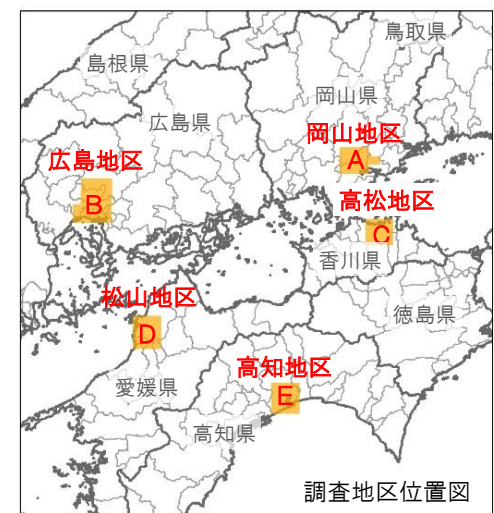 鳥取県
島根県
岡山県
広島県
岡山地区
A
広島地区
B
高松地区
C
香川県
松山地区
D
徳島県
高知地区
E
愛媛県
高知県
調査地区位置図